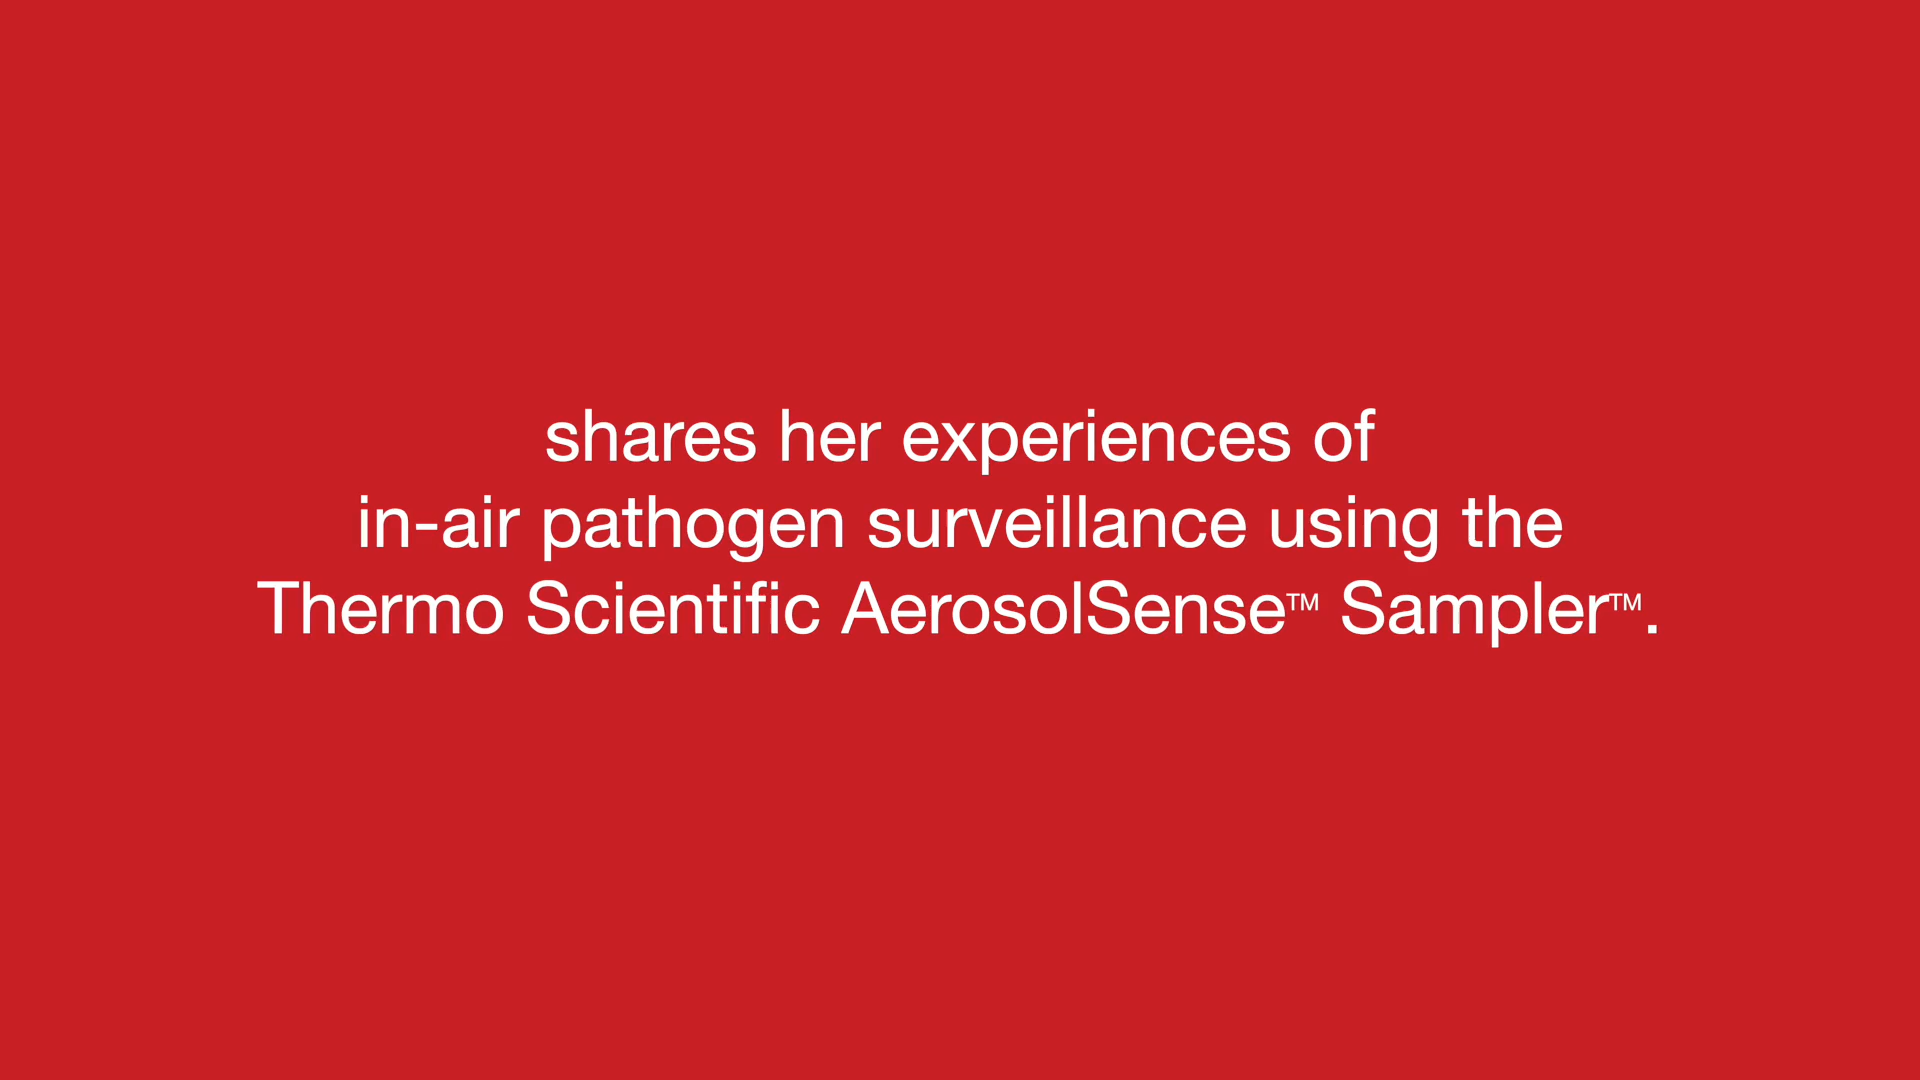 shares her experiences of
in-air pathogen surveillance using the
Thermo Scientific AerosolSense™ Sampler™.